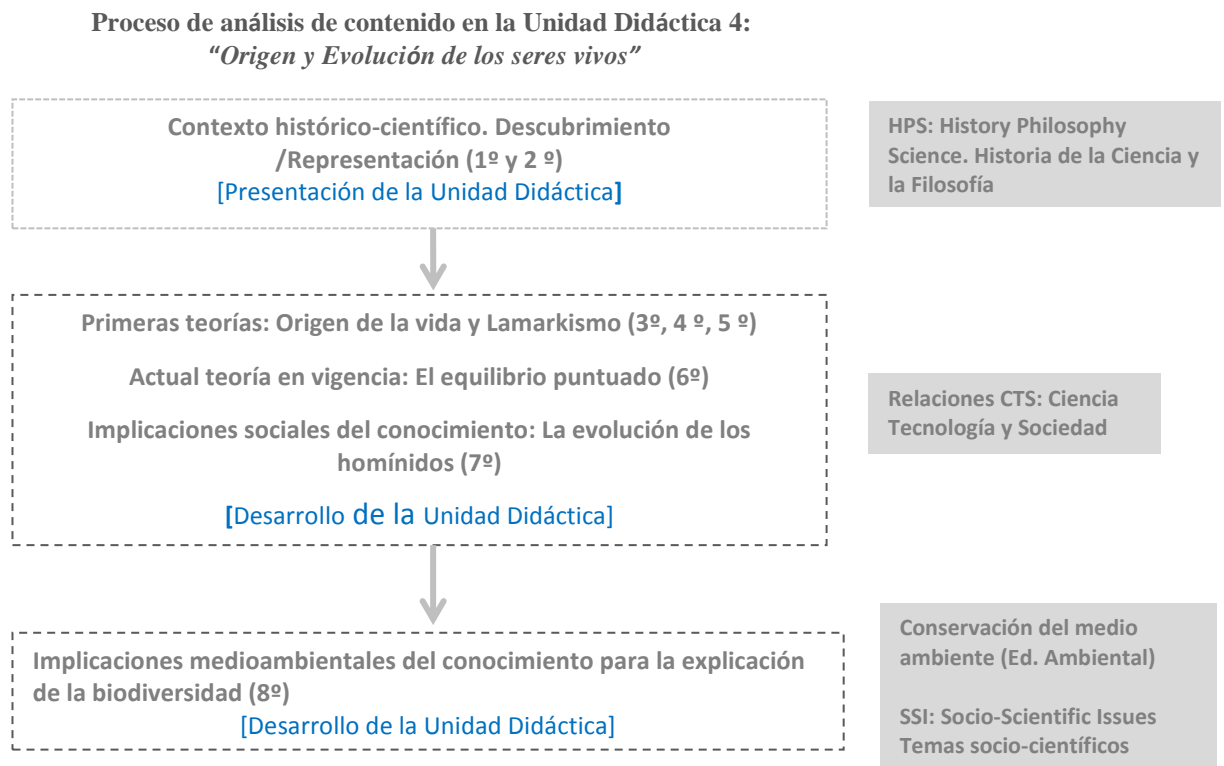 Proceso de análisis de contenido en la Unidad Didáctica 4:
“Origen y Evolución de los seres vivos”
Contexto histórico-científico. Descubrimiento
/Representación (1º y 2 º)
[Presentación de la Unidad Didáctica]
HPS: History Philosophy
Science. Historia de la Ciencia y
la Filosofía
Primeras teorías: Origen de la vida y Lamarkismo (3º, 4 º, 5 º)
Actual teoría en vigencia: El equilibrio puntuado (6º)
Implicaciones sociales del conocimiento: La evolución de los
homínidos (7º)
[Desarrollo de la Unidad Didáctica]
Relaciones CTS: Ciencia
Tecnología y Sociedad
Implicaciones medioambientales del conocimiento para la explicación
de la biodiversidad (8º)
[Desarrollo de la Unidad Didáctica]
Conservación del medio
ambiente (Ed. Ambiental)
SSI: Socio-Scientific Issues
Temas socio-científicos